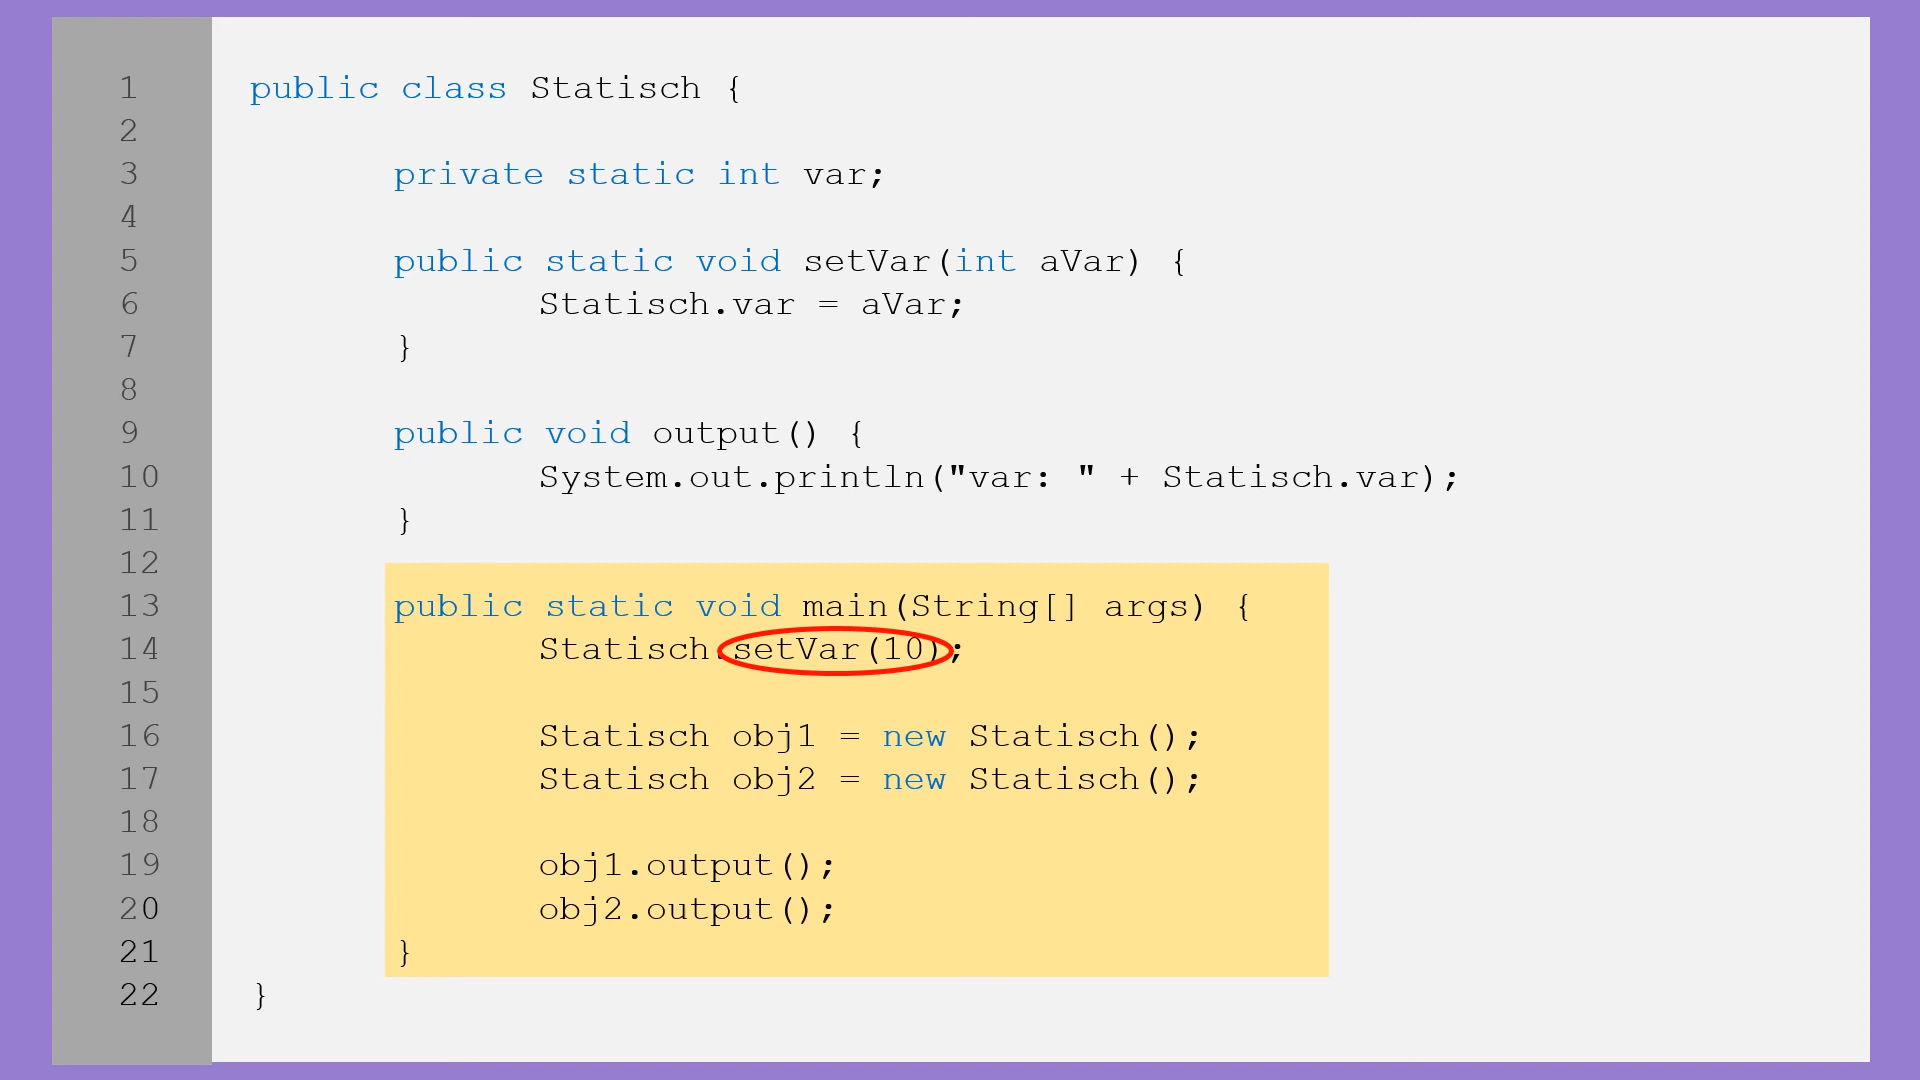 1 public class Statisch {
2
3 private static int var;
4
5 public static void setVar(int aVar) {
6 Statisch.var = aVar;
7 }
8
9 public void output() {
10 System.out.println("var: " + Statisch.var);
11 }
12
13 public static void main(String[] args) {
14 Statisch.setVar(10);
15
16 Statisch obj1 = new Statisch();
17 Statisch obj2 = new Statisch();
18
19 obj1.output();
20 obj2.output();
21 }
22 }